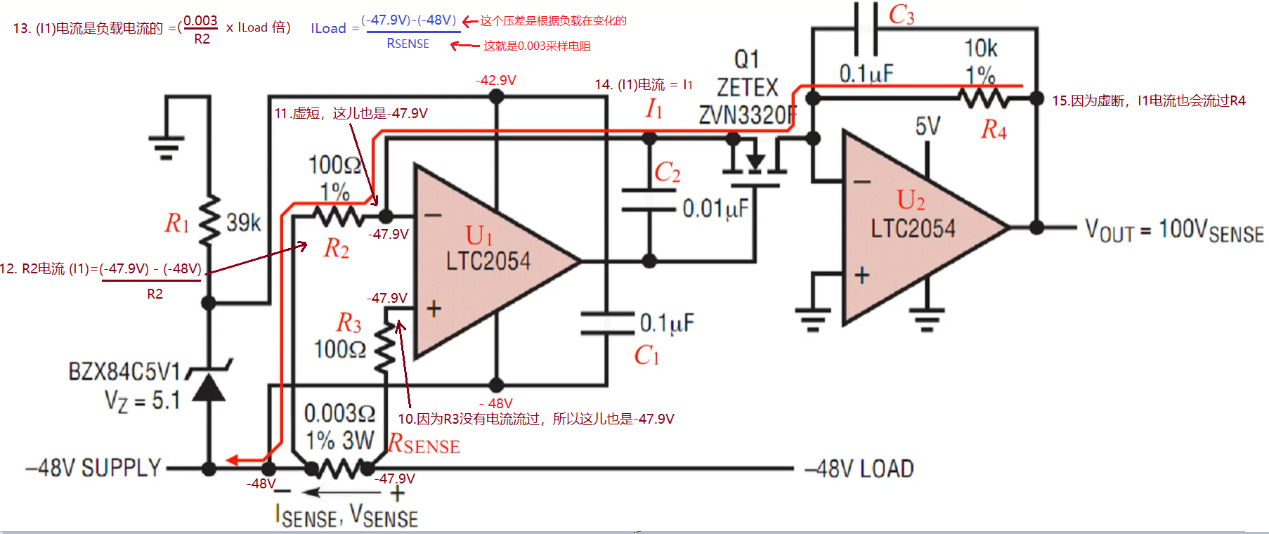 13. (I1)电流是负载电流的 =(0.003/R2 x ILoad 倍)
ILoad = (-47.9V)-(-48V)/RSENSE
这个压差是根据负载在变化的
这就是0.003采样电阻
C3
0.1µF
10k
1%
R4
15.因为虚断，I1电流也会流过R4
Q1
ZETEX
ZVN3320F
-42.9V
14. (I1)电流 = I1
I1
11.虚短，这儿也是-47.9V
100Ω
1%
R2
-47.9V
C2
0.01µF
5V
U2
LTC2054
−
+
VOUT = 100VSENSE
R1
39k
U1
LTC2054
−
+
12. R2电流 (I1)=(-47.9V) - (-48V)/R2
-47.9V
R3
100Ω
0.1µF
C1
BZX84C5V1
VZ = 5.1
- 48V
10.因为R3没有电流流过，所以这儿也是-47.9V
0.003Ω
1% 3W
RSENSE
–48V SUPPLY
–48V LOAD
-48V
-47.9V
− +
ISENSE, VSENSE